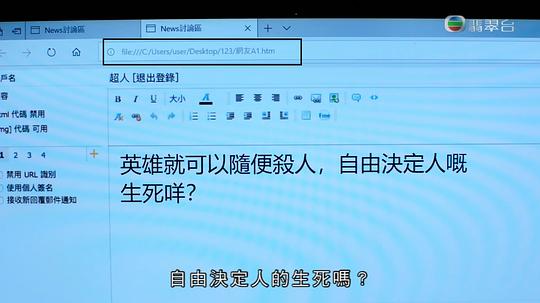 News討論區
News討論區
翡翠台
file:///C:/Users/user/Desktop/123/網友A1.htm
戶名
超人 [退出登錄]
容
B I U 大小 A
tml 代碼 禁用
mg] 代碼 可用
1 2 3 4
禁用 URL 識別
使用個人簽名
接收新回覆郵件通知
英雄就可以隨便殺人，自由決定人嘅
生死咩？
自由決定人的生死嗎？